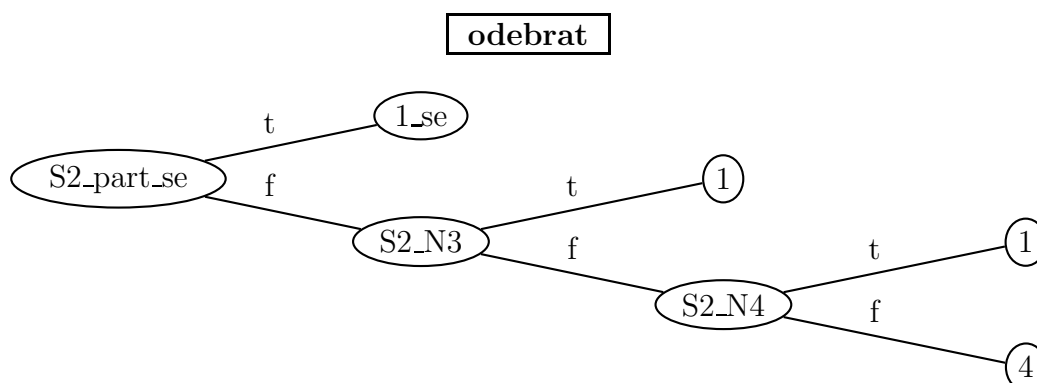 odebrat
1_se
t
S2_part_se
f
t
1
S2_N3
f
t
1
S2_N4
f
4